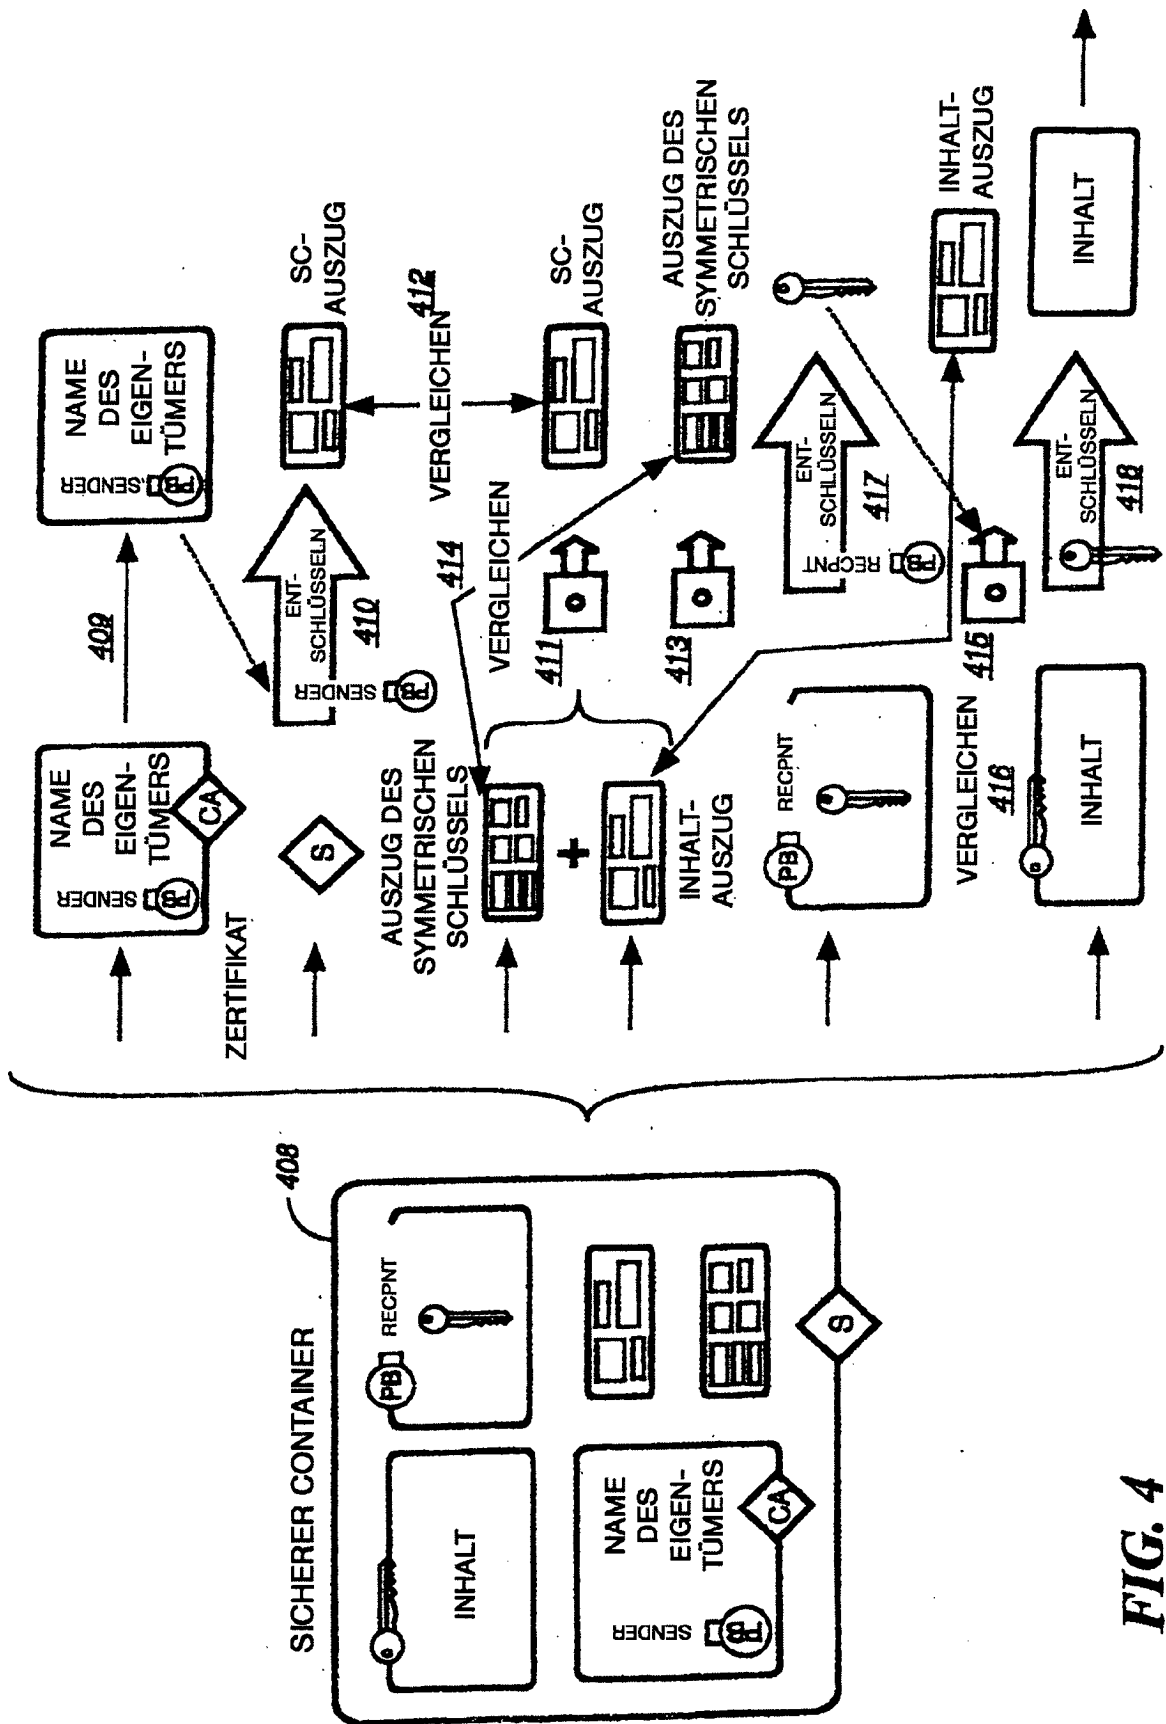 SICHERER CONTAINER
408
INHALT
PB
RECPNT
SENDER
PB
NAME
DES
EIGEN-
TÜMERS
CA
S
SENDER
PB
NAME
DES
EIGEN-
TÜMERS
CA
ZERTIFIKAT
409
SENDER
PB
NAME
DES
EIGEN-
TÜMERS
S
SENDER
PB
ENT-
SCHLÜSSELN
410
SC-
AUSZUG
VERGLEICHEN
412
AUSZUG DES
SYMMETRISCHEN
SCHLÜSSELS
+
INHALT-
AUSZUG
414
VERGLEICHEN
411
SC-
AUSZUG
413
AUSZUG DES
SYMMETRISCHEN
SCHLÜSSELS
PB
RECPNT
RECPNT
PB
ENT-
SCHLÜSSELN
417
VERGLEICHEN
416
415
INHALT-
AUSZUG
INHALT
ENT-
SCHLÜSSELN
418
INHALT
FIG. 4